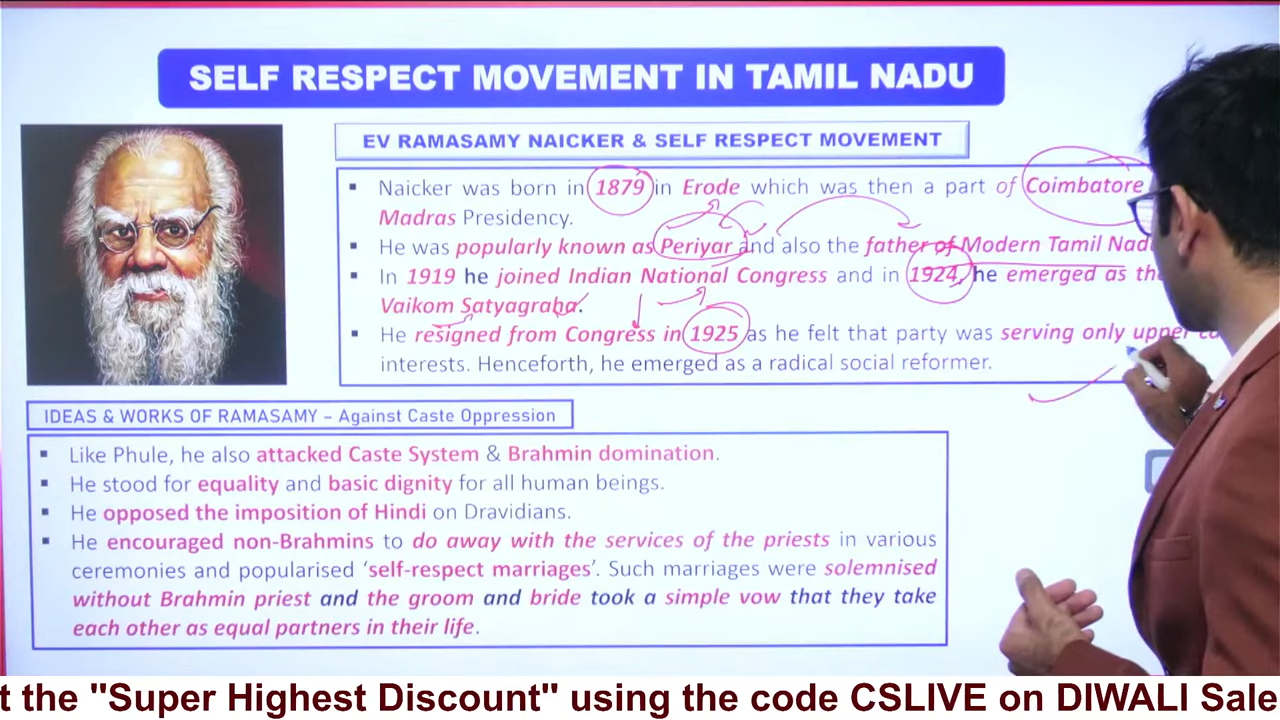 SELF RESPECT MOVEMENT IN TAMIL NADU
EV RAMASAMY NAICKER & SELF RESPECT MOVEMENT
▪ Naicker was born in 1879 in Erode which was then a part of Coimbatore
Madras Presidency.
▪ He was popularly known as Periyar and also the father of Modern Tamil
▪ In 1919 he joined Indian National Congress and in 1924, he emerged as
Vaikom Satyagraha.
▪ He resigned from Congress in 1925 as he felt that party was serving only upper
interests. Henceforth, he emerged as a radical social reformer.
IDEAS & WORKS OF RAMASAMY – Against Caste Oppression
▪ Like Phule, he also attacked Caste System & Brahmin domination.
▪ He stood for equality and basic dignity for all human beings.
▪ He opposed the imposition of Hindi on Dravidians.
▪ He encouraged non-Brahmins to do away with the services of the priests in various
ceremonies and popularised ‘self-respect marriages’. Such marriages were solemnised
without Brahmin priest and the groom and bride took a simple vow that they take
each other as equal partners in their life.
t the "Super Highest Discount" using the code CSLIVE on DIWALI Sale